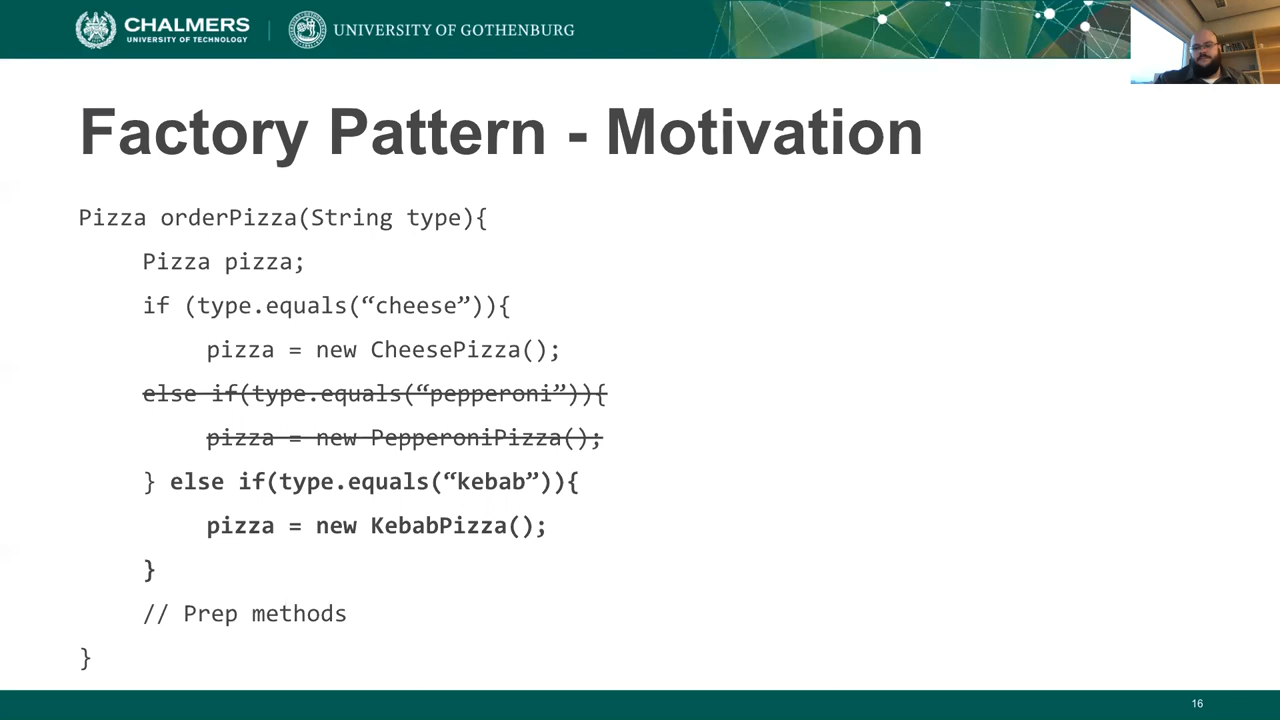 CHALMERS
UNIVERSITY OF TECHNOLOGY
UNIVERSITY OF GOTHENBURG
Factory Pattern - Motivation
Pizza orderPizza(String type){
Pizza pizza;
if (type.equals(“cheese”)){
pizza = new CheesePizza();
else if(type.equals(“pepperoni”)){
pizza = new PepperoniPizza();
} else if(type.equals(“kebab”)){
pizza = new KebabPizza();
}
// Prep methods
}
16